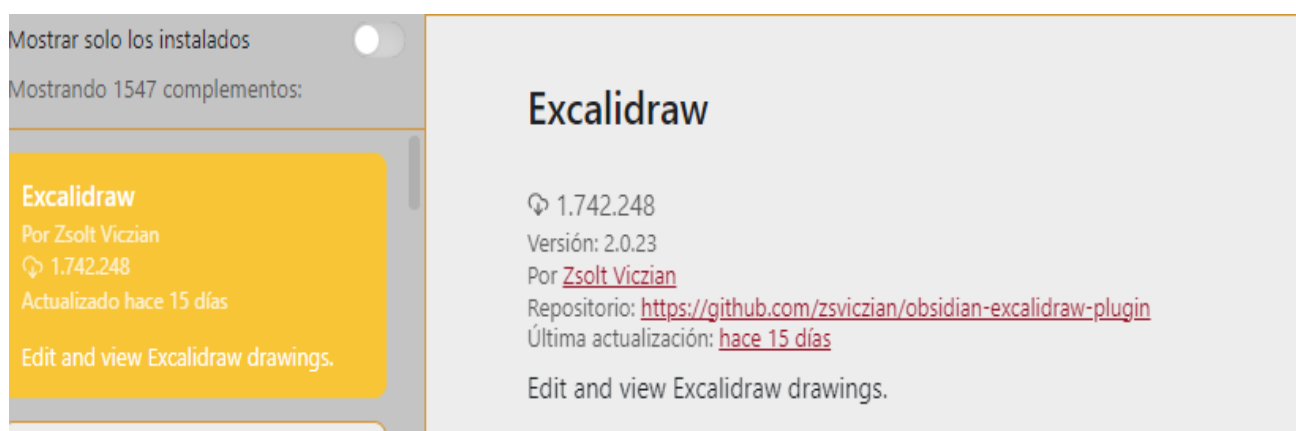 Mostrar solo los instalados
Mostrando 1547 complementos:
Excalidraw
Por Zsolt Viczian
1.742.248
Actualizado hace 15 días
Edit and view Excalidraw drawings.
Excalidraw
1.742.248
Versión: 2.0.23
Por Zsolt Viczian
Repositorio: https://github.com/zsviczian/obsidian-excalidraw-plugin
Última actualización: hace 15 días
Edit and view Excalidraw drawings.